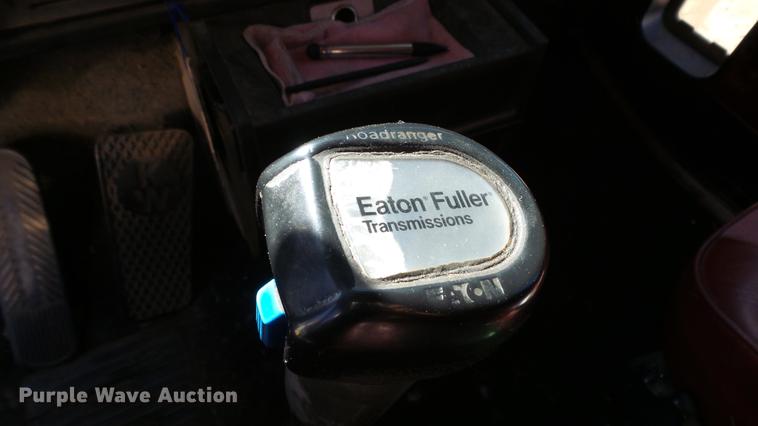 Roadranger
Eaton® Fuller®
Transmissions
EATON
Purple Wave Auction